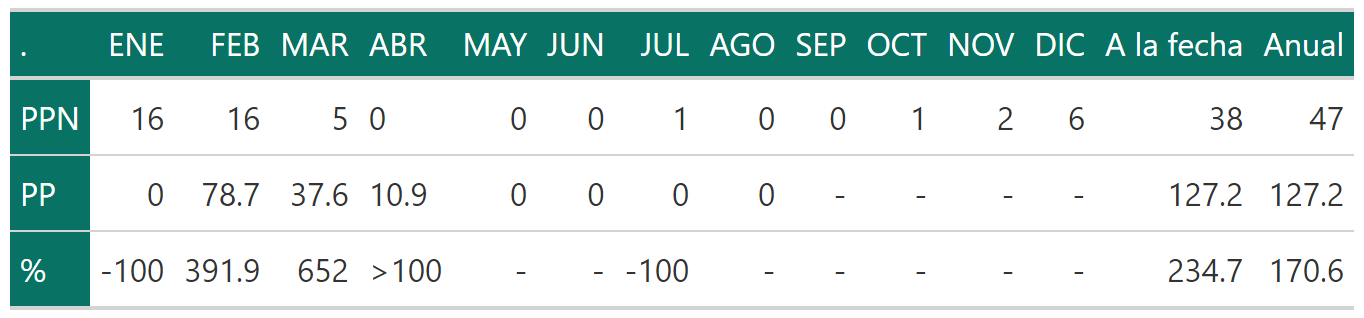 . ENE FEB MAR ABR MAY JUN JUL AGO SEP OCT NOV DIC A la fecha Anual
PPN 16 16 5 0 0 0 1 0 0 1 2 6 38 47
PP 0 78.7 37.6 10.9 0 0 0 0 - - - - 127.2 127.2
% -100 391.9 652 >100 - - -100 - - - - - 234.7 170.6